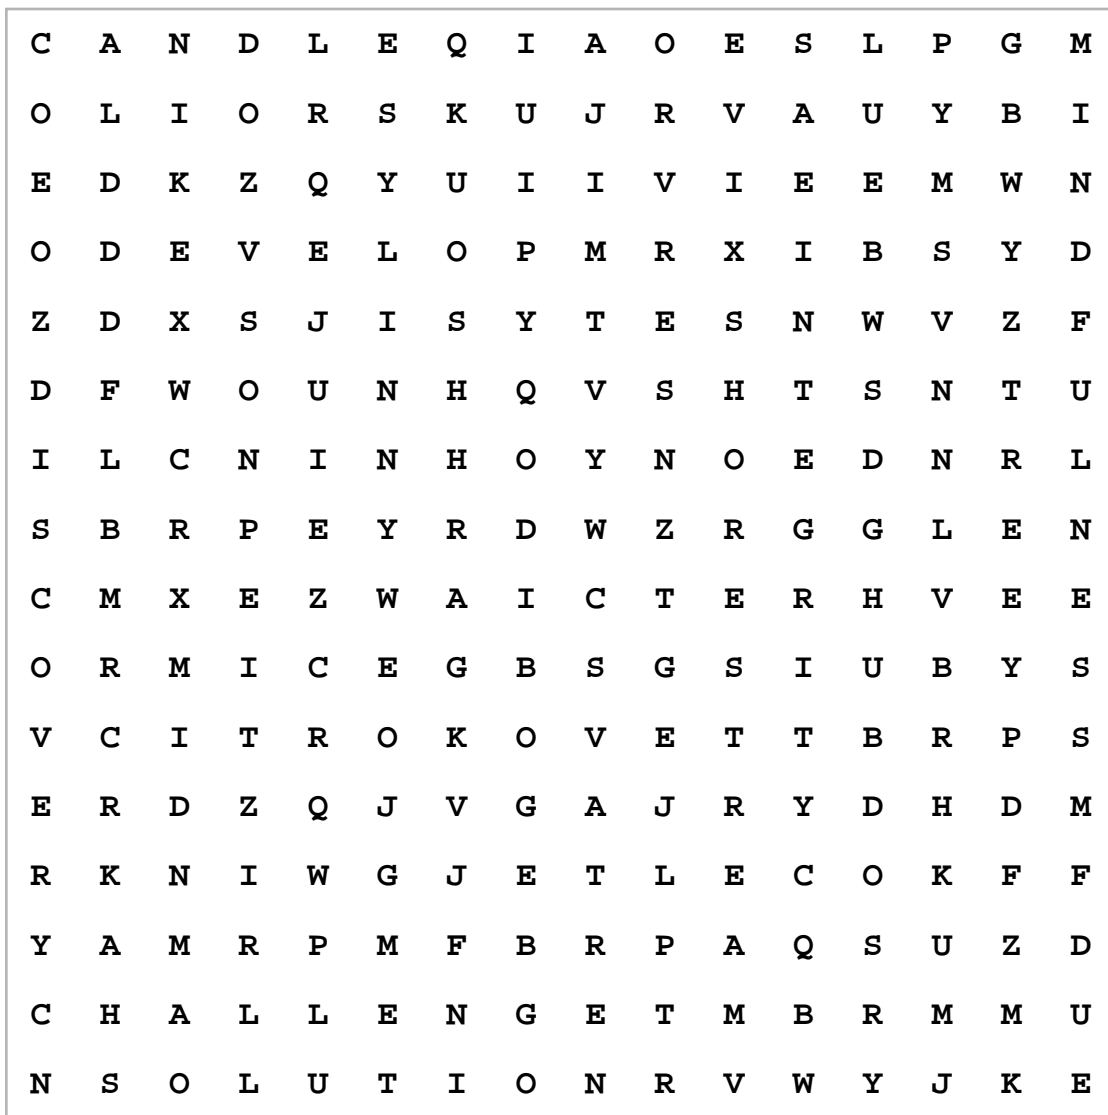 C A N D L E Q I A O E S L P G M
O L I O R S K U J R V A U Y B I
E D K Z Q Y U I I V I E E M W N
O D E V E L O P M R X I B S Y D
Z D X S J I S Y T E S N W V Z F
D F W O U N H Q V S H T S N T U
I L C N I N H O Y N O E D N R L
S B R P E Y R D W Z R G G L E N
C M X E Z W A I C T E R H V E E
O R M I C E G B S G S I U B Y S
V C I T R O K O V E T T B R P S
E R D Z Q J V G A J R Y D H D M
R K N I W G J E T L E C O K F F
Y A M R P M F B R P A Q S U Z D
C H A L L E N G E T M B R M M U
N S O L U T I O N R V W Y J K E